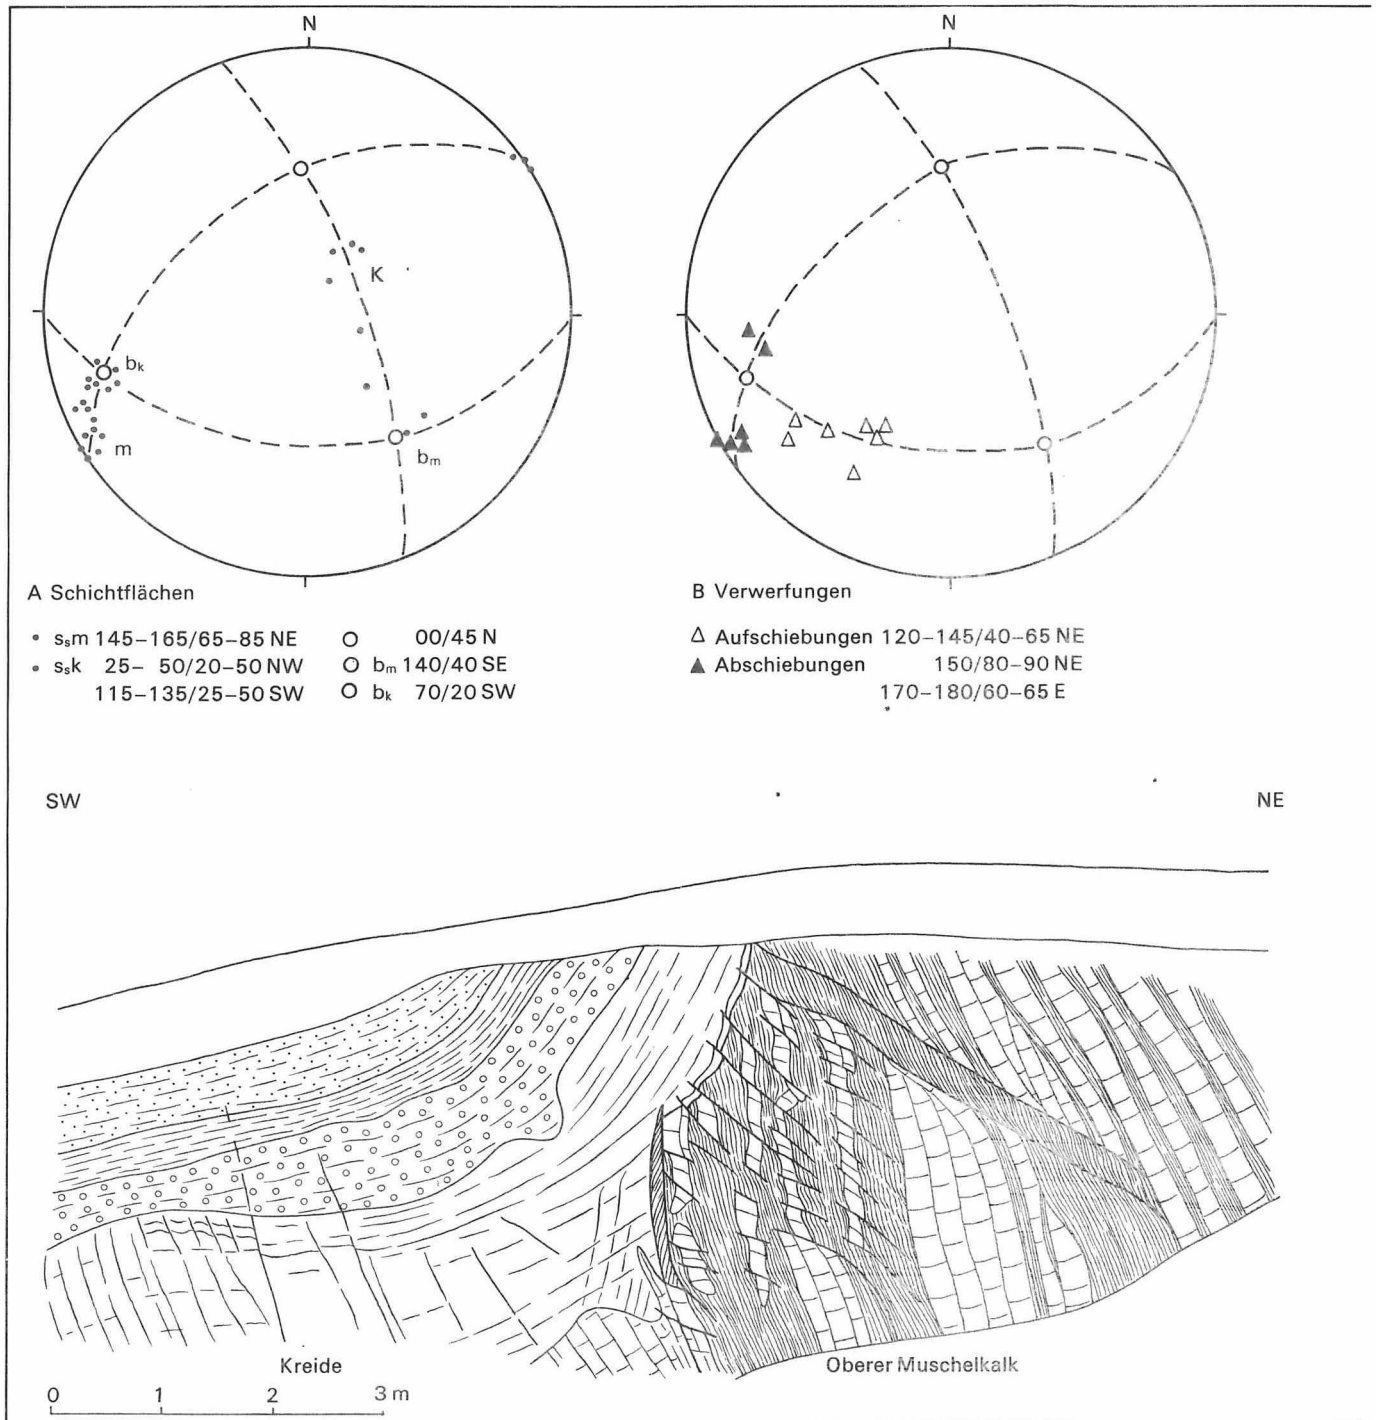 N
N
K
bk
m
bm
A Schichtflächen
ssm 145–165/65–85 NE
ssk 25– 50/20–50 NW
115–135/25–50 SW
00/45 N
bm 140/40 SE
bk 70/20 SW
B Verwerfungen
Aufschiebungen 120–145/40–65 NE
Abschiebungen 150/80–90 NE
170–180/60–65 E
SW
NE
Kreide
Oberer Muschelkalk
0 1 2 3 m